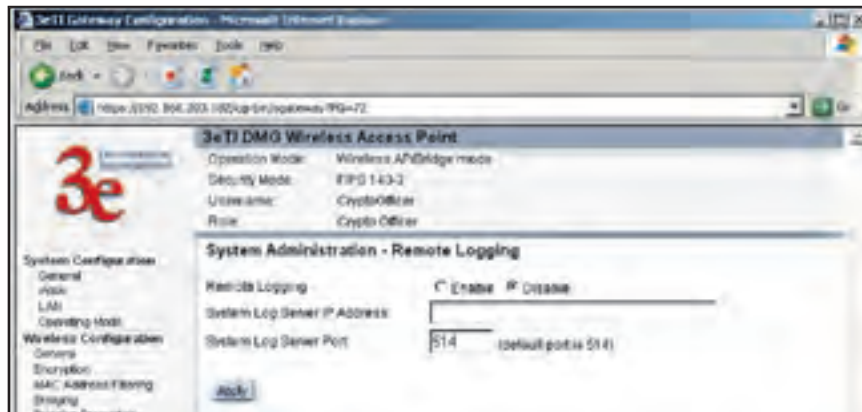 3eTI Gateway Configuration - Microsoft Internet Explorer
File Edit View Favorites Tools Help
Back
Address Go
3e
3eTI DMG Wireless Access Point
Operation Mode: Wireless AP/Bridge mode
Security Mode: FIPS 140-2
Username: CryptoOfficer
Role: Crypto Officer
System Administration - Remote Logging
Remote Logging Enable Disable
System Log Server IP Address
System Log Server Port 514 (default port is 514)
Apply
System Configuration
General
WAN
LAN
Operating Mode
Wireless Configuration
General
Encryption
MAC Address Filtering
Bridging